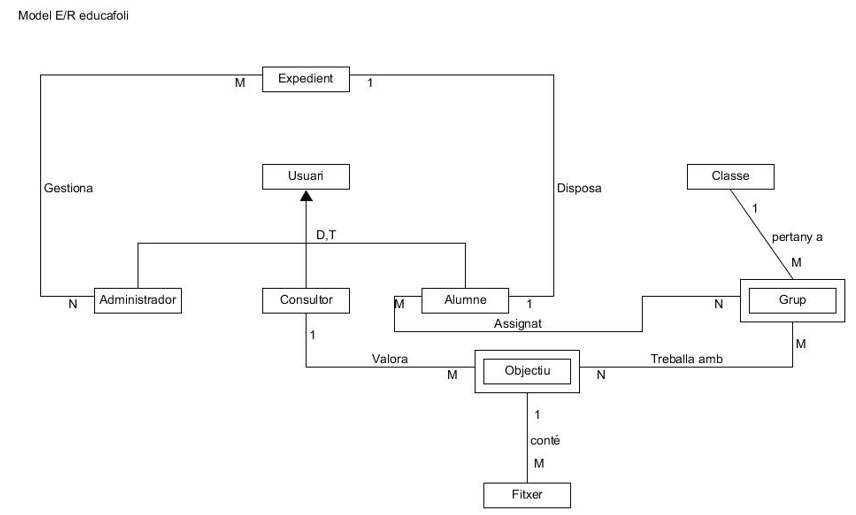 Model E/R educafoli
Expedient
M
1
Usuari
Classe
Gestiona
Disposa
1
D,T
pertany a
M
Administrador
Consultor
Alumne
Grup
N
M
1
N
Assignat
1
M
Valora
Treballa amb
M
Objectiu
N
1
conté
M
Fitxer